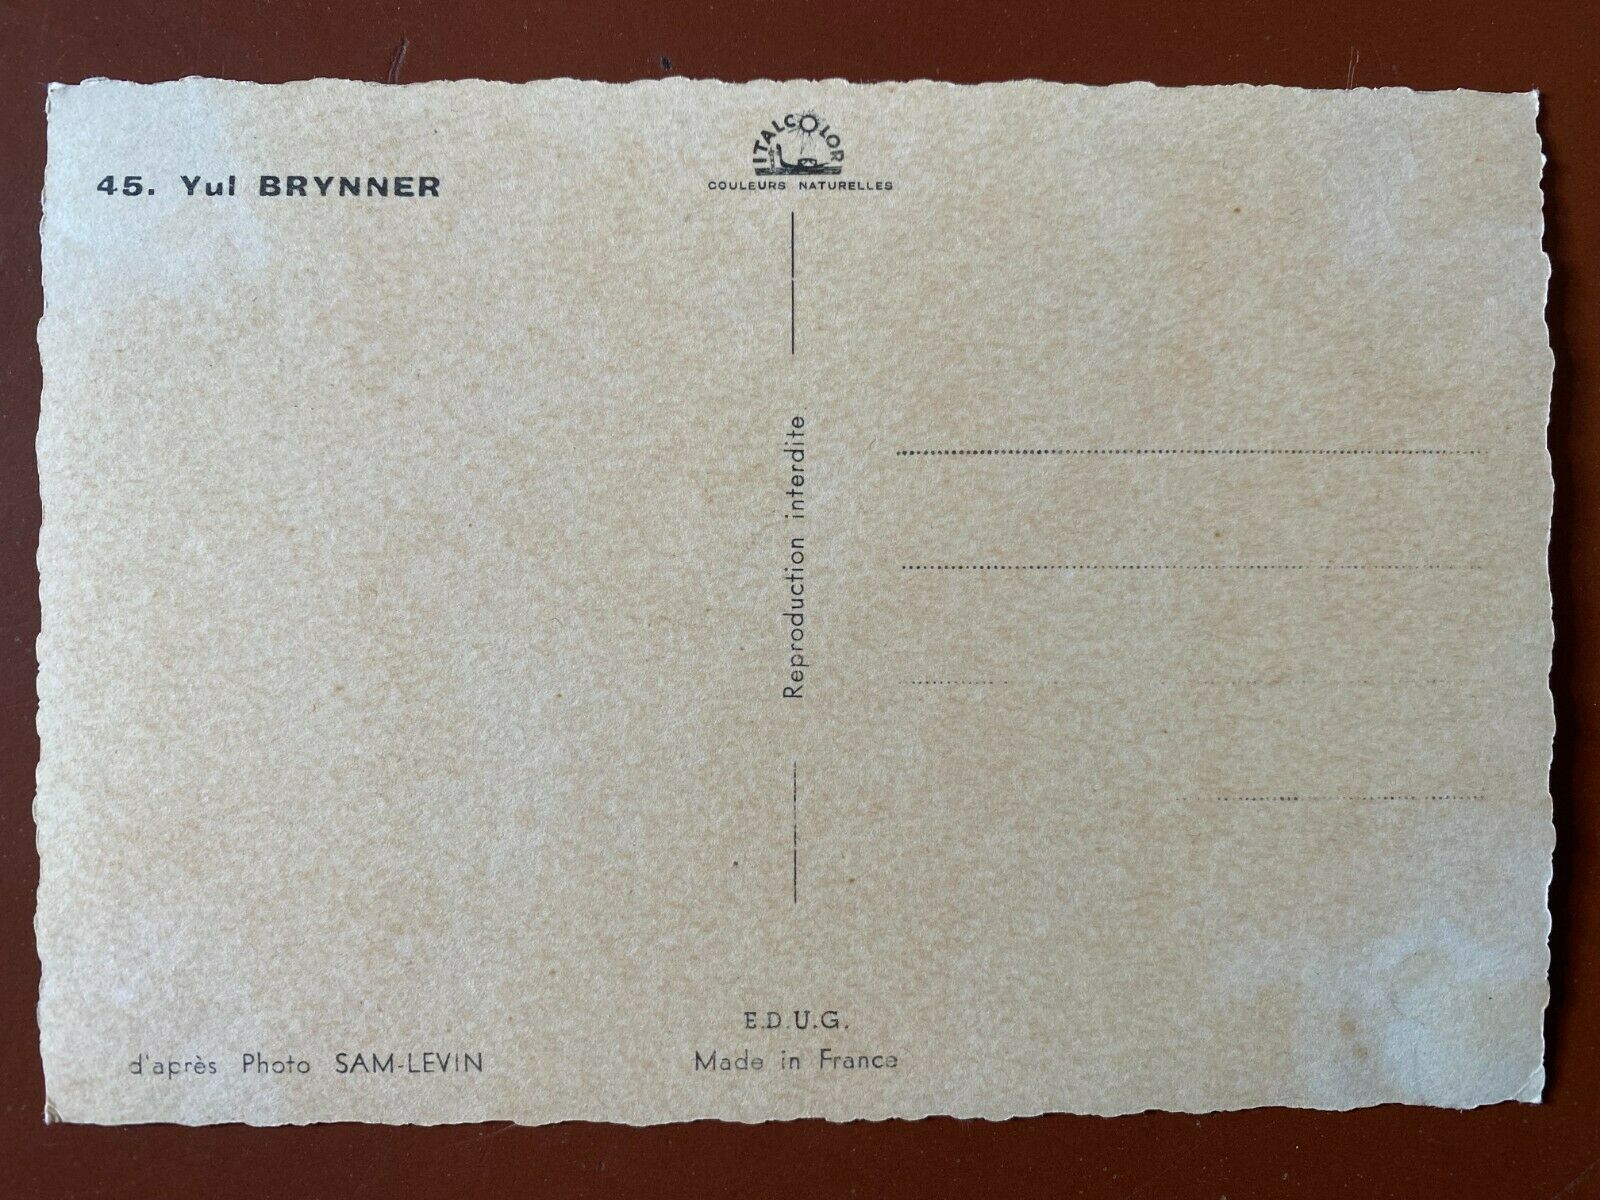 45. Yul BRYNNER
ITALCOLOR
COULEURS NATURELLES
Reproduction interdite
E.D.U.G.
d'après Photo SAM-LEVIN
Made in France